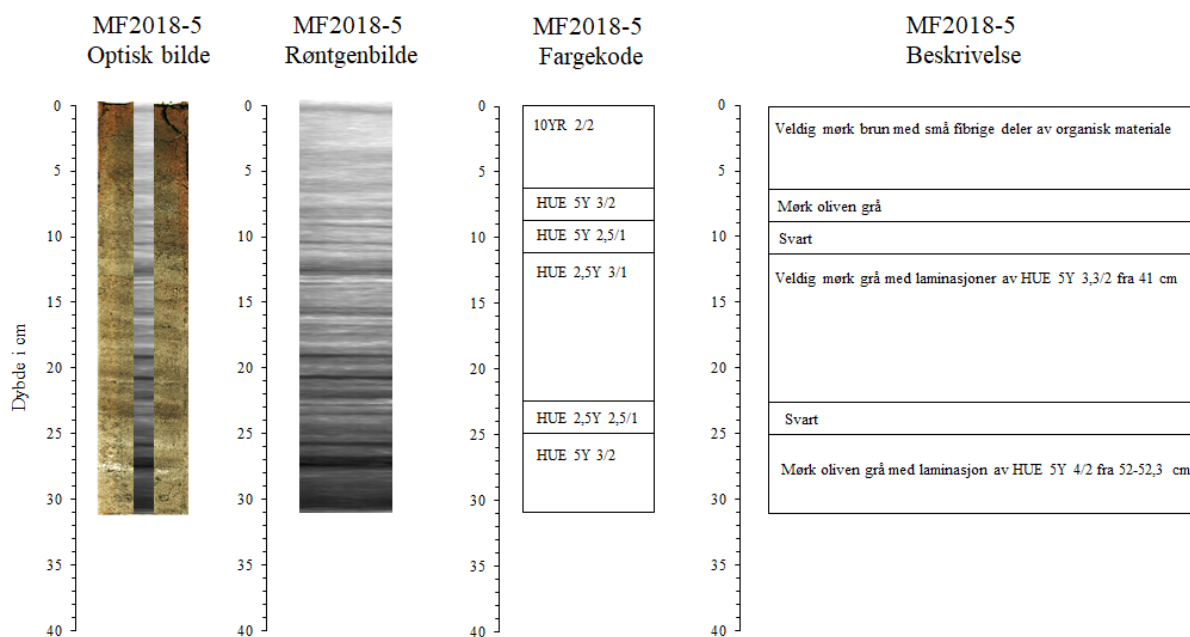 MF2018-5
Optisk bilde
MF2018-5
Røntgenbilde
MF2018-5
Fargekode
MF2018-5
Beskrivelse
Dybde i cm
0
5
10
15
20
25
30
35
40
0
5
10
15
20
25
30
35
40
0
5
10
15
20
25
30
35
40
10YR 2/2
HUE 5Y 3/2
HUE 5Y 2,5/1
HUE 2,5Y 3/1
HUE 2,5Y 2,5/1
HUE 5Y 3/2
0
5
10
15
20
25
30
35
40
Veldig mørk brun med små fibrige deler av organisk materiale
Mørk oliven grå
Svart
Veldig mørk grå med laminasjoner av HUE 5Y 3,3/2 fra 41 cm
Svart
Mørk oliven grå med laminasjon av HUE 5Y 4/2 fra 52-52,3 cm